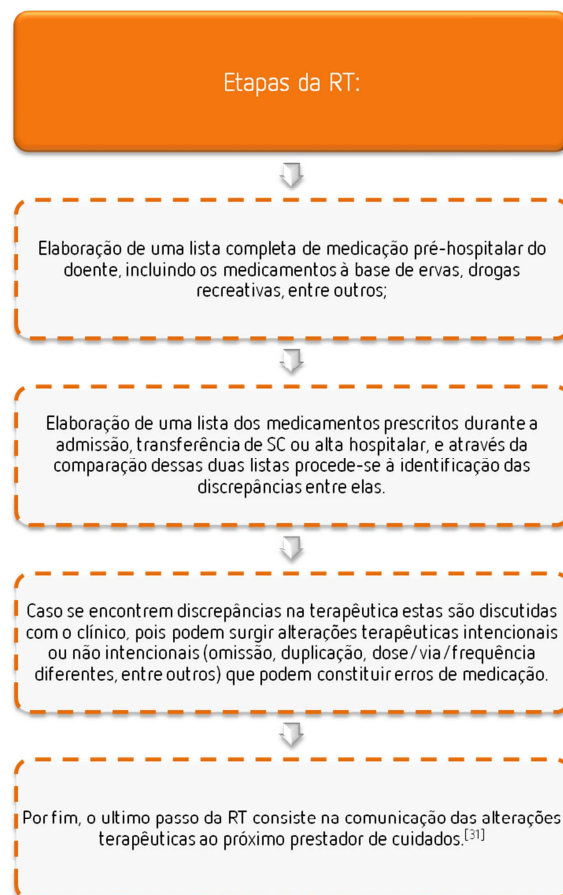 Etapas da RT:
Elaboração de uma lista completa de medicação pré-hospitalar do
doente, incluindo os medicamentos à base de ervas, drogas
recreativas, entre outros;
Elaboração de uma lista dos medicamentos prescritos durante a
admissão, transferência de SC ou alta hospitalar, e através da
comparação dessas duas listas procede-se à identificação das
discrepâncias entre elas.
Caso se encontrem discrepâncias na terapêutica estas são discutidas
com o clínico, pois podem surgir alterações terapêuticas intencionais
ou não intencionais (omissão, duplicação, dose/via/frequência
diferentes, entre outros) que podem constituir erros de medicação.
Por fim, o ultimo passo da RT consiste na comunicação das alterações
terapêuticas ao próximo prestador de cuidados.[31]